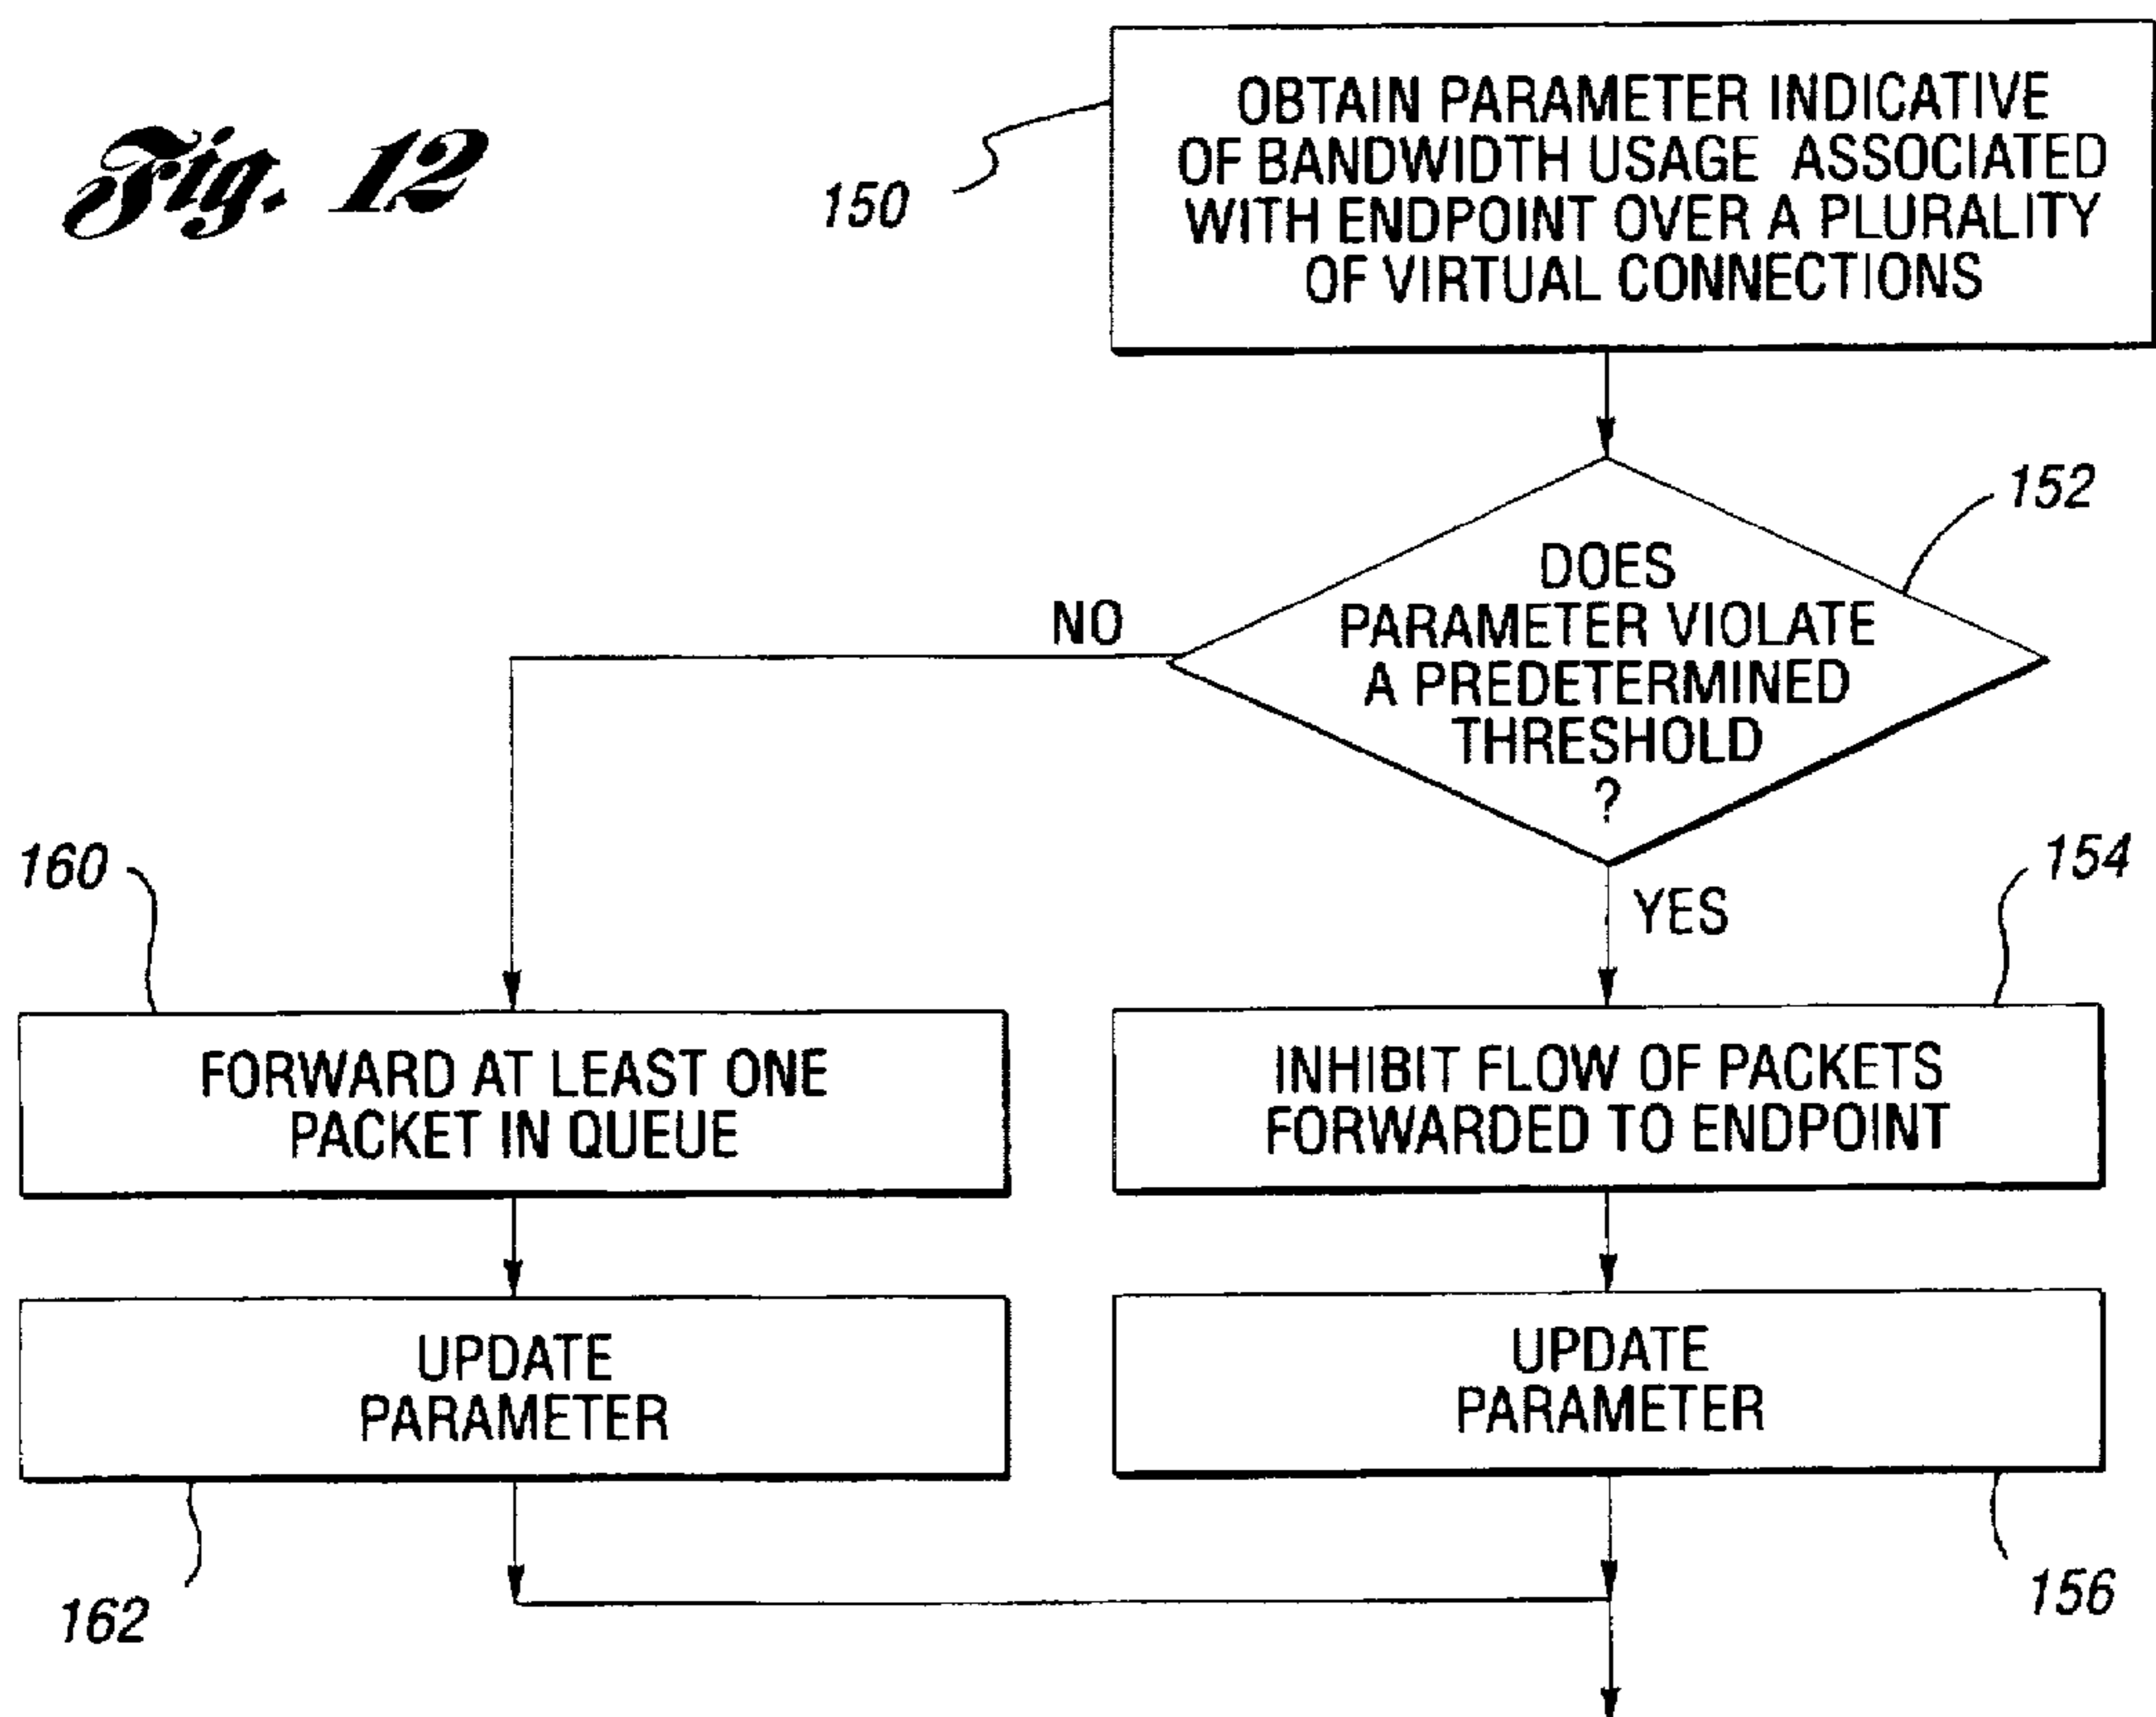 Fig. 12
150
OBTAIN PARAMETER INDICATIVE
OF BANDWIDTH USAGE ASSOCIATED
WITH ENDPOINT OVER A PLURALITY
OF VIRTUAL CONNECTIONS
152
DOES
PARAMETER VIOLATE
A PREDETERMINED
THRESHOLD
?
NO
YES
160
154
FORWARD AT LEAST ONE
PACKET IN QUEUE
INHIBIT FLOW OF PACKETS
FORWARDED TO ENDPOINT
UPDATE
PARAMETER
UPDATE
PARAMETER
162
156